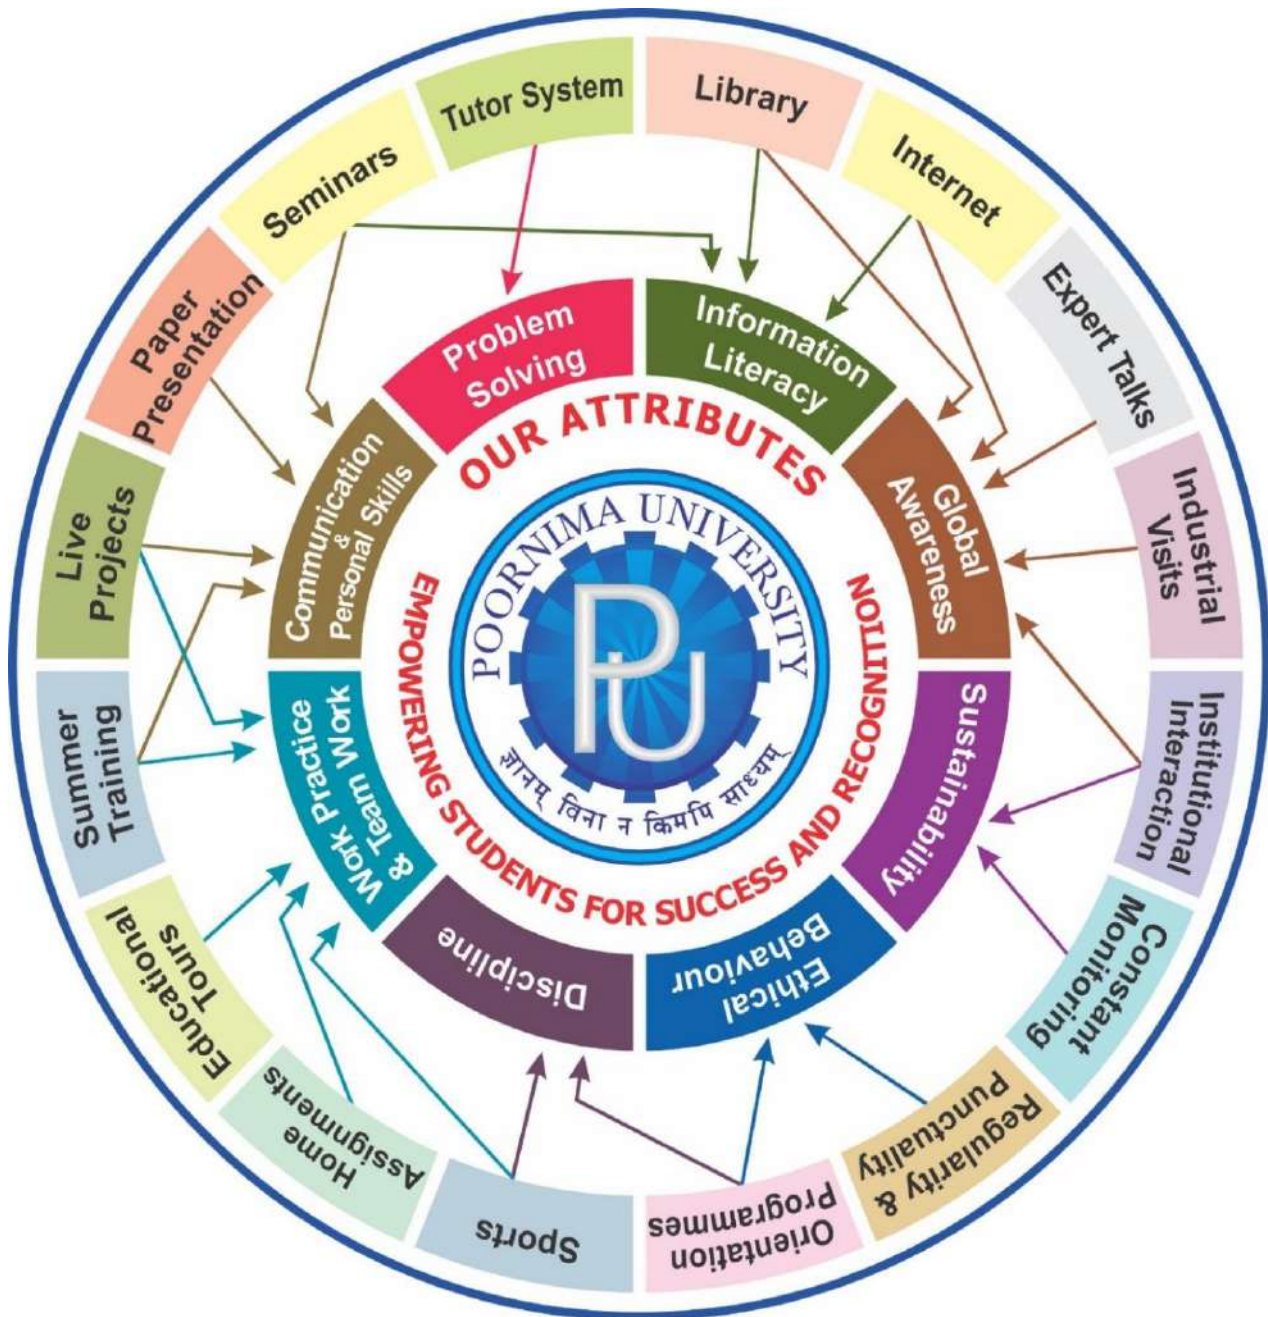 Tutor System
Library
Internet
Expert Talks
Industrial
Visits
Institutional
Interaction
Constant
Monitoring
Regularity &
Punctuality
Orientation
Programmes
Sports
Home
Assignments
Educational
Tours
Summer
Training
Live
Projects
Paper
Presentation
Seminars
Problem
Solving
Information
Literacy
Global
Awareness
Sustainability
Ethical
Behaviour
Discipline
Work Practice
& Team Work
Communication
&
Personal Skills
OUR ATTRIBUTES
EMPOWERING STUDENTS FOR SUCCESS AND RECOGNITION
POORNIMA UNIVERSITY
PU
ज्ञानम् विना न किमपि साध्यम्